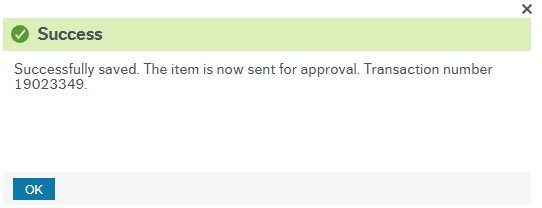 Success
Successfully saved. The item is now sent for approval. Transaction number
19023349.
OK